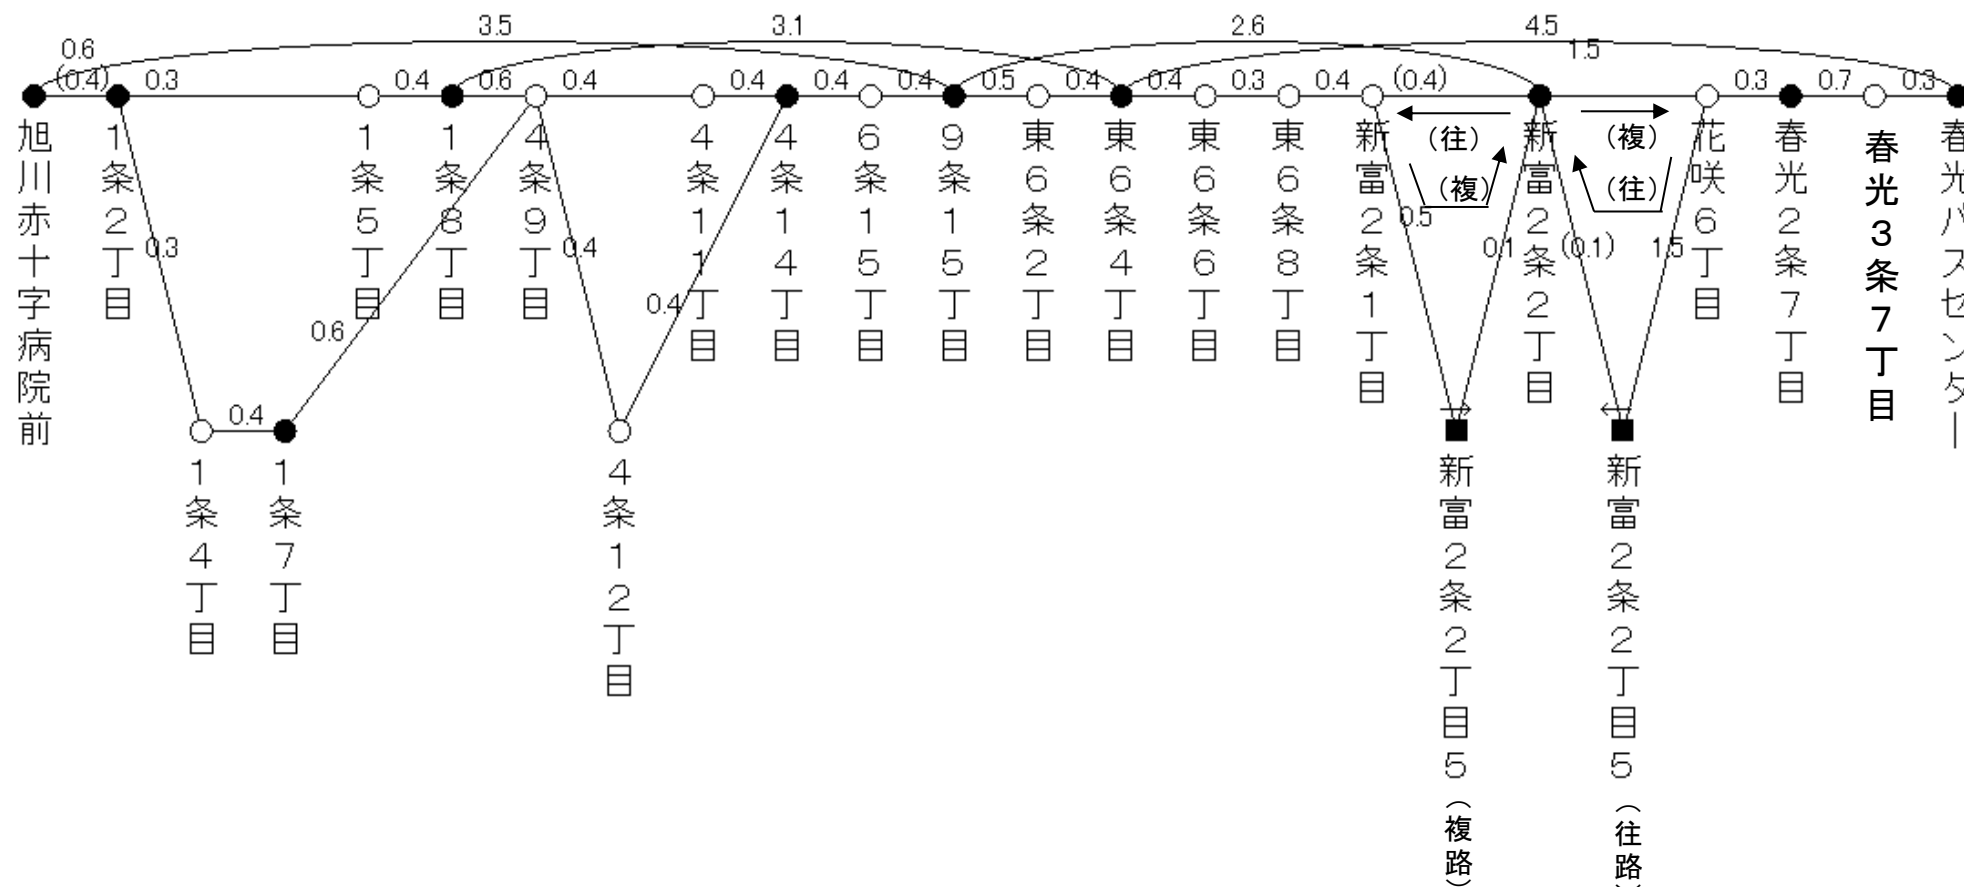 3.5
3.1
2.6
4.5
0.6
1.5
(0.4)
0.3
0.4
0.6
0.4
0.4
0.4
0.4
0.5
0.4
0.4
0.3
0.4
(0.4)
0.3
0.7
0.3
旭川赤十字病院前
1条2丁目
1条5丁目
1条8丁目
4条9丁目
4条11丁目
4条14丁目
6条15丁目
9条15丁目
東6条2丁目
東6条4丁目
東6条6丁目
東6条8丁目
新富2条1丁目
(往)
(複)
新富2条2丁目
(複)
(往)
花咲6丁目
春光2条7丁目
春光3条7丁目
春光バスセンター
0.3
0.4
0.6
0.4
0.4
0.5
0.1
(0.1)
1.5
1条4丁目
1条7丁目
4条12丁目
新富2条2丁目5(複路)
新富2条2丁目5(往路)